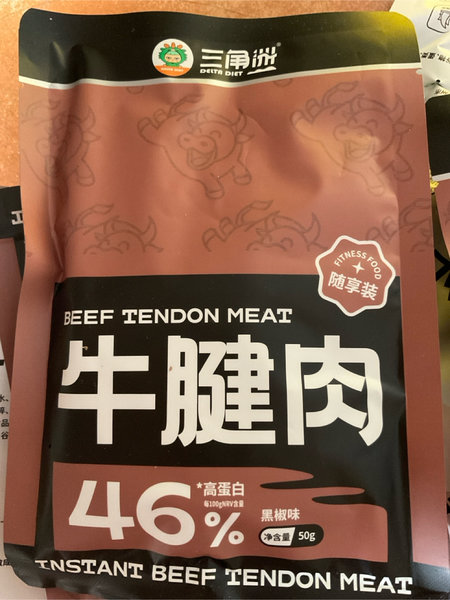 三角洲®
DELTA DIET
FITNESS FOOD
随享装
BEEF TENDON MEAT
牛腱肉
46%
*高蛋白
每100gNRV含量
黑椒味
净含量 50g
INSTANT BEEF TENDON MEAT